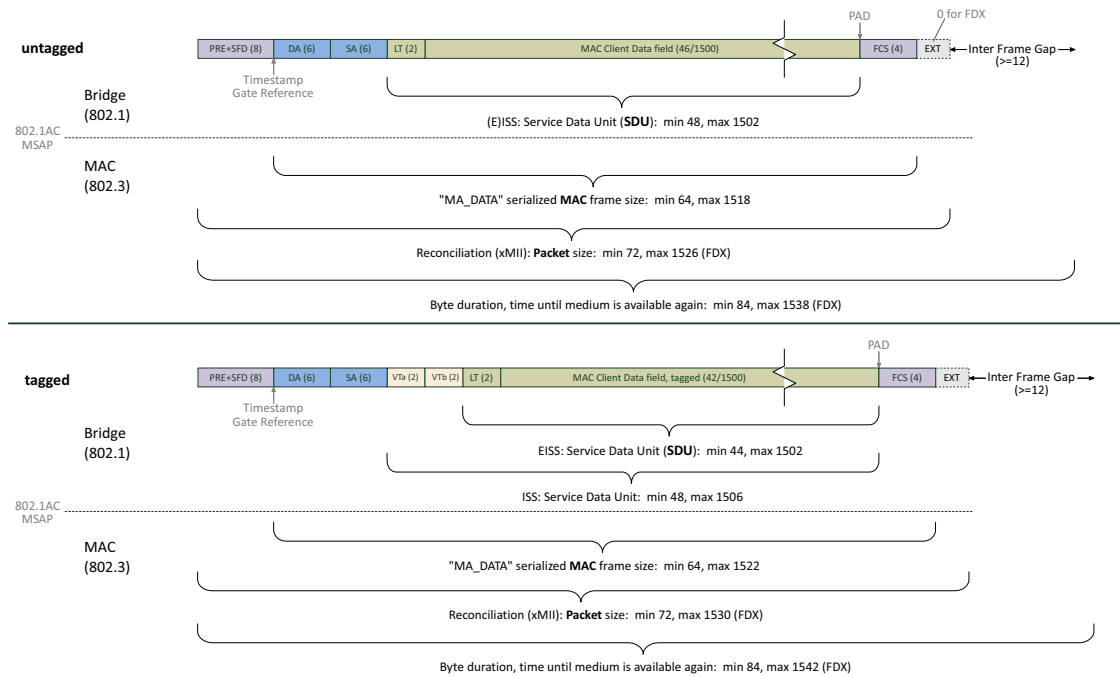 PAD
0 for FDX
untagged
PRE+SFD (8) DA (6) SA (6) LT (2) MAC Client Data field (46/1500) FCS (4) EXT Inter Frame Gap
(>=12)
Timestamp
Gate Reference
Bridge
(802.1)
(E)ISS: Service Data Unit (SDU): min 48, max 1502
802.1AC
MSAP
MAC
(802.3)
"MA_DATA" serialized MAC frame size: min 64, max 1518
Reconciliation (xMII): Packet size: min 72, max 1526 (FDX)
Byte duration, time until medium is available again: min 84, max 1538 (FDX)
PAD
tagged
PRE+SFD (8) DA (6) SA (6) VTa (2) VTb (2) LT (2) MAC Client Data field, tagged (42/1500) FCS (4) EXT Inter Frame Gap
(>=12)
Timestamp
Gate Reference
Bridge
(802.1)
EISS: Service Data Unit (SDU): min 44, max 1502
ISS: Service Data Unit: min 48, max 1506
802.1AC
MSAP
MAC
(802.3)
"MA_DATA" serialized MAC frame size: min 64, max 1522
Reconciliation (xMII): Packet size: min 72, max 1530 (FDX)
Byte duration, time until medium is available again: min 84, max 1542 (FDX)